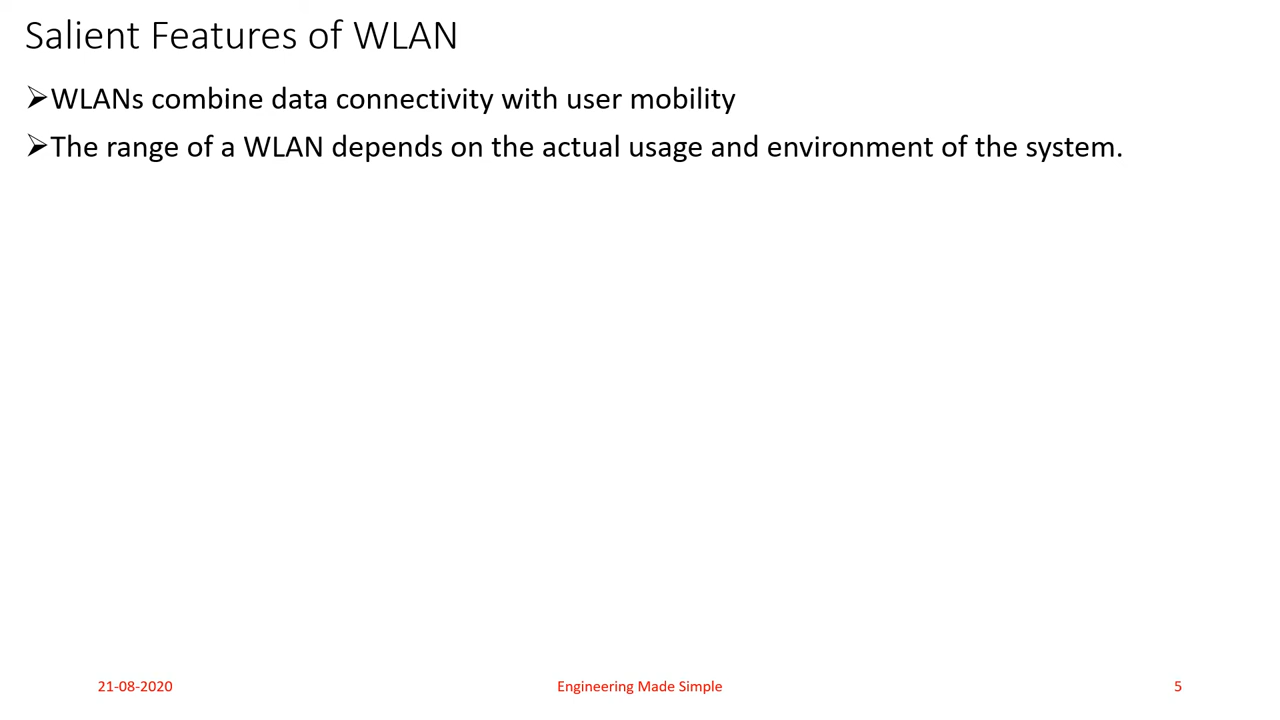 Salient Features of WLAN
➢WLANs combine data connectivity with user mobility
➢The range of a WLAN depends on the actual usage and environment of the system.
21-08-2020 Engineering Made Simple 5